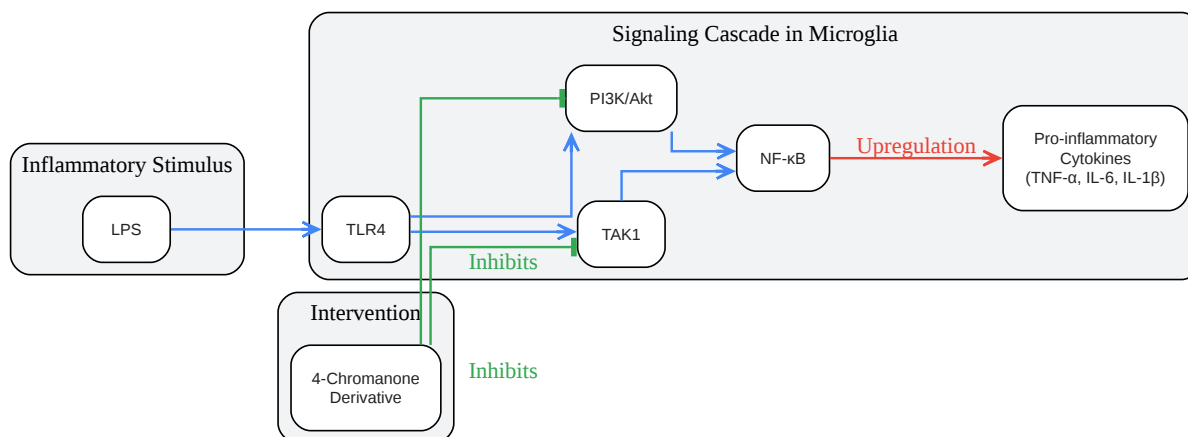 Signaling Cascade in Microglia
PI3K/Akt
Pro-inflammatory
Cytokines
(TNF-α, IL-6, IL-1β)
Upregulation
NF-κB
Inflammatory Stimulus
LPS
TLR4
TAK1
Inhibits
Intervention
4-Chromanone
Derivative
Inhibits